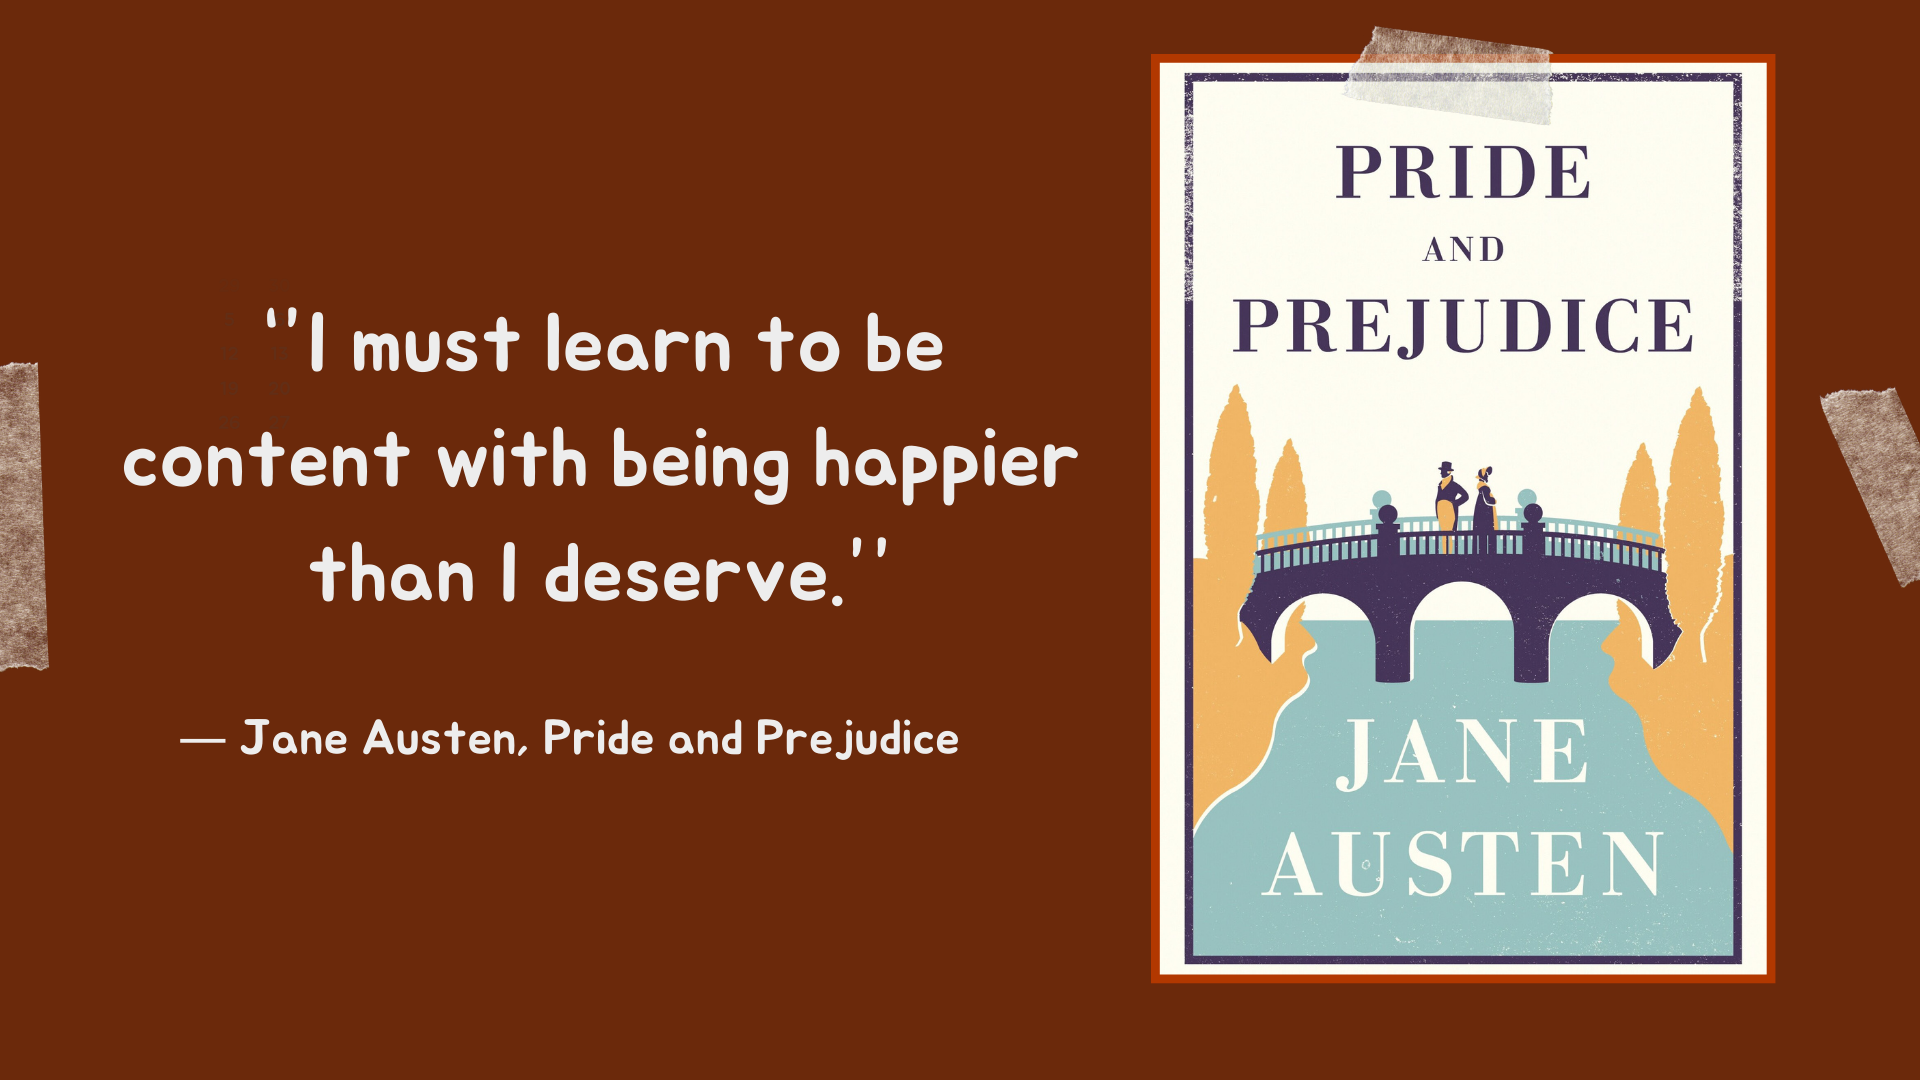 “I must learn to be
content with being happier
than I deserve.”
— Jane Austen, Pride and Prejudice
PRIDE
AND
PREJUDICE
JANE
AUSTEN